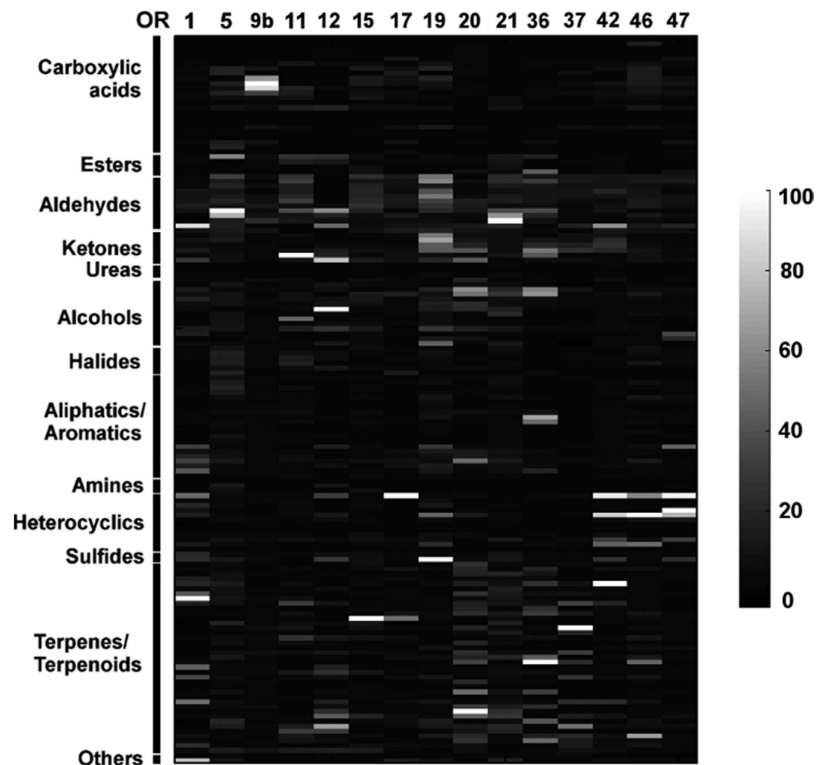 OR 1 5 9b 11 12 15 17 19 20 21 36 37 42 46 47
Carboxylic
acids
Esters
Aldehydes
Ketones
Ureas
Alcohols
Halides
Aliphatics/
Aromatics
Amines
Heterocyclics
Sulfides
Terpenes/
Terpenoids
Others
100
80
60
40
20
0